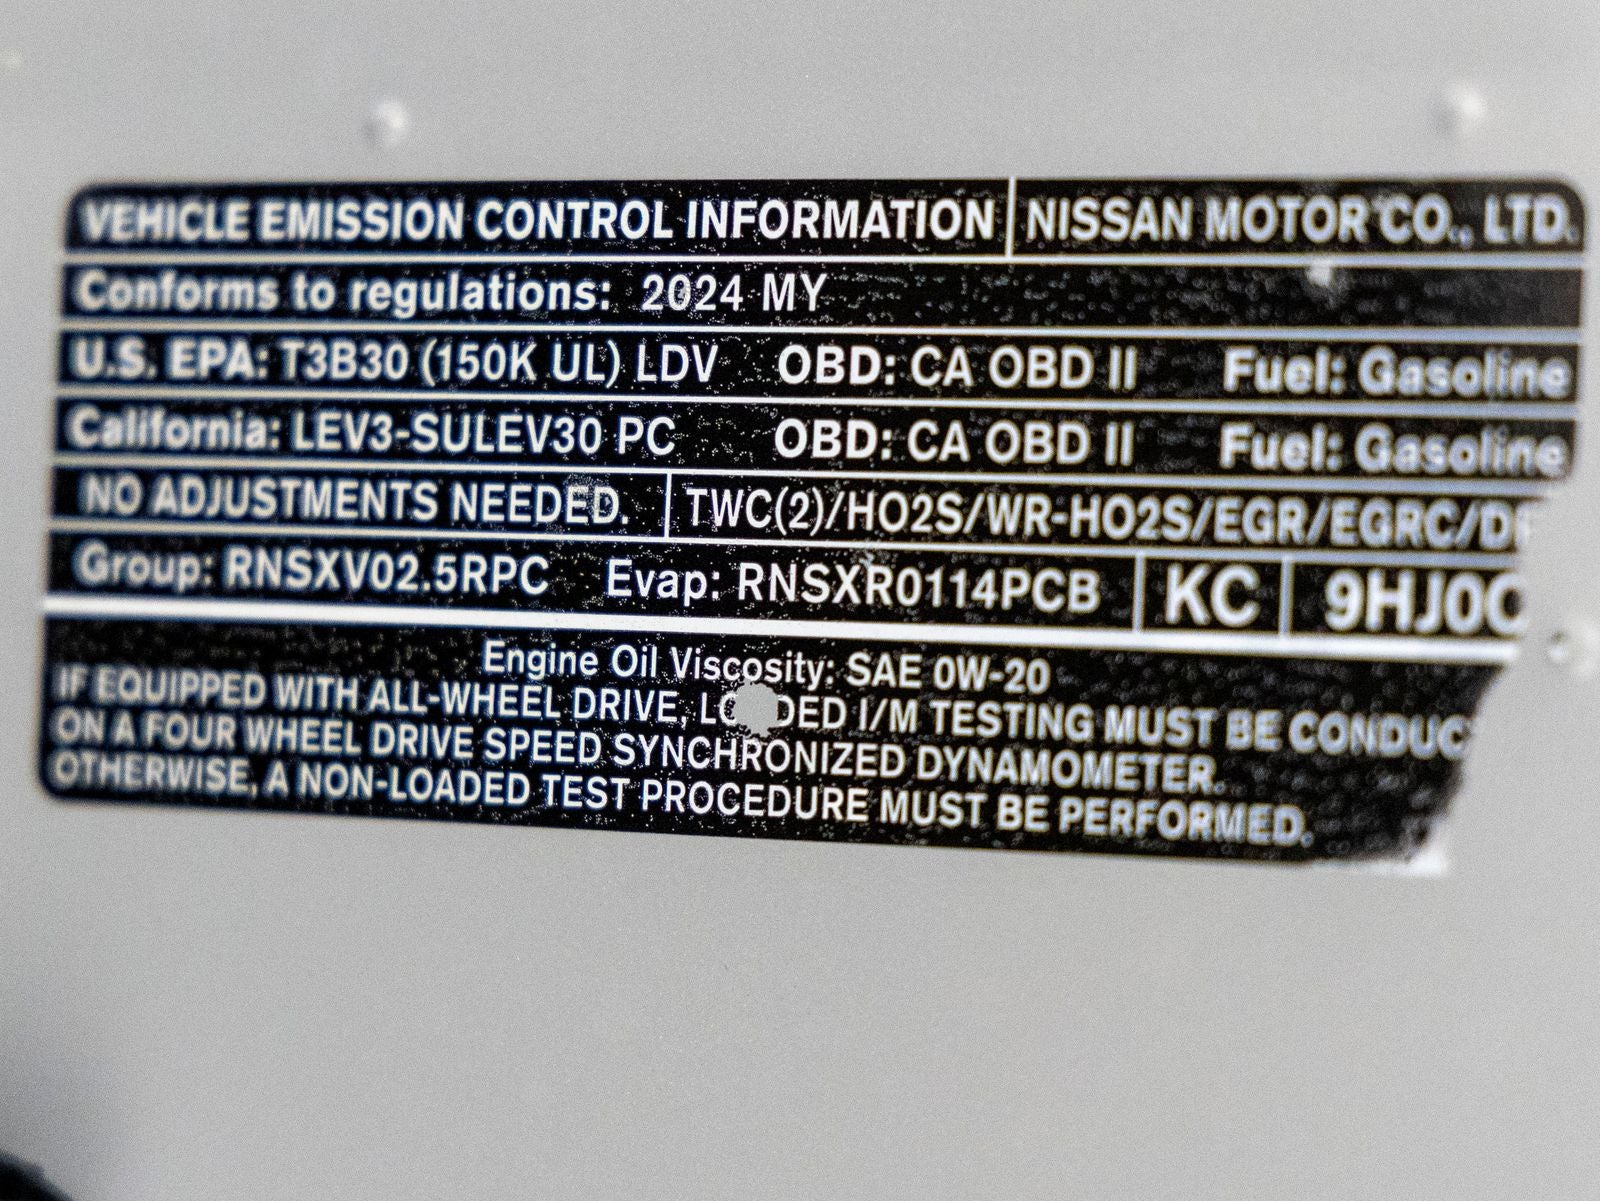 VEHICLE EMISSION CONTROL INFORMATION NISSAN MOTOR CO., LTD.
Conforms to regulations: 2024 MY
U.S. EPA: T3B30 (150K UL) LDV OBD: CA OBD II Fuel: Gasoline
California: LEV3-SULEV30 PC OBD: CA OBD II Fuel: Gasoline
NO ADJUSTMENTS NEEDED. TWC(2)/HO2S/WR-HO2S/EGR/EGRC/
Group: RNSXV02.5RPC Evap: RNSXR0114PCB KC
Engine Oil Viscosity: SAE 0W-20
IF EQUIPPED WITH ALL-WHEEL DRIVE, I/M TESTING MUST BE
ON A FOUR WHEEL DRIVE SPEED SYNCHRONIZED DYNAMOMETER.
OTHERWISE, A NON-LOADED TEST PROCEDURE MUST BE PERFORMED.